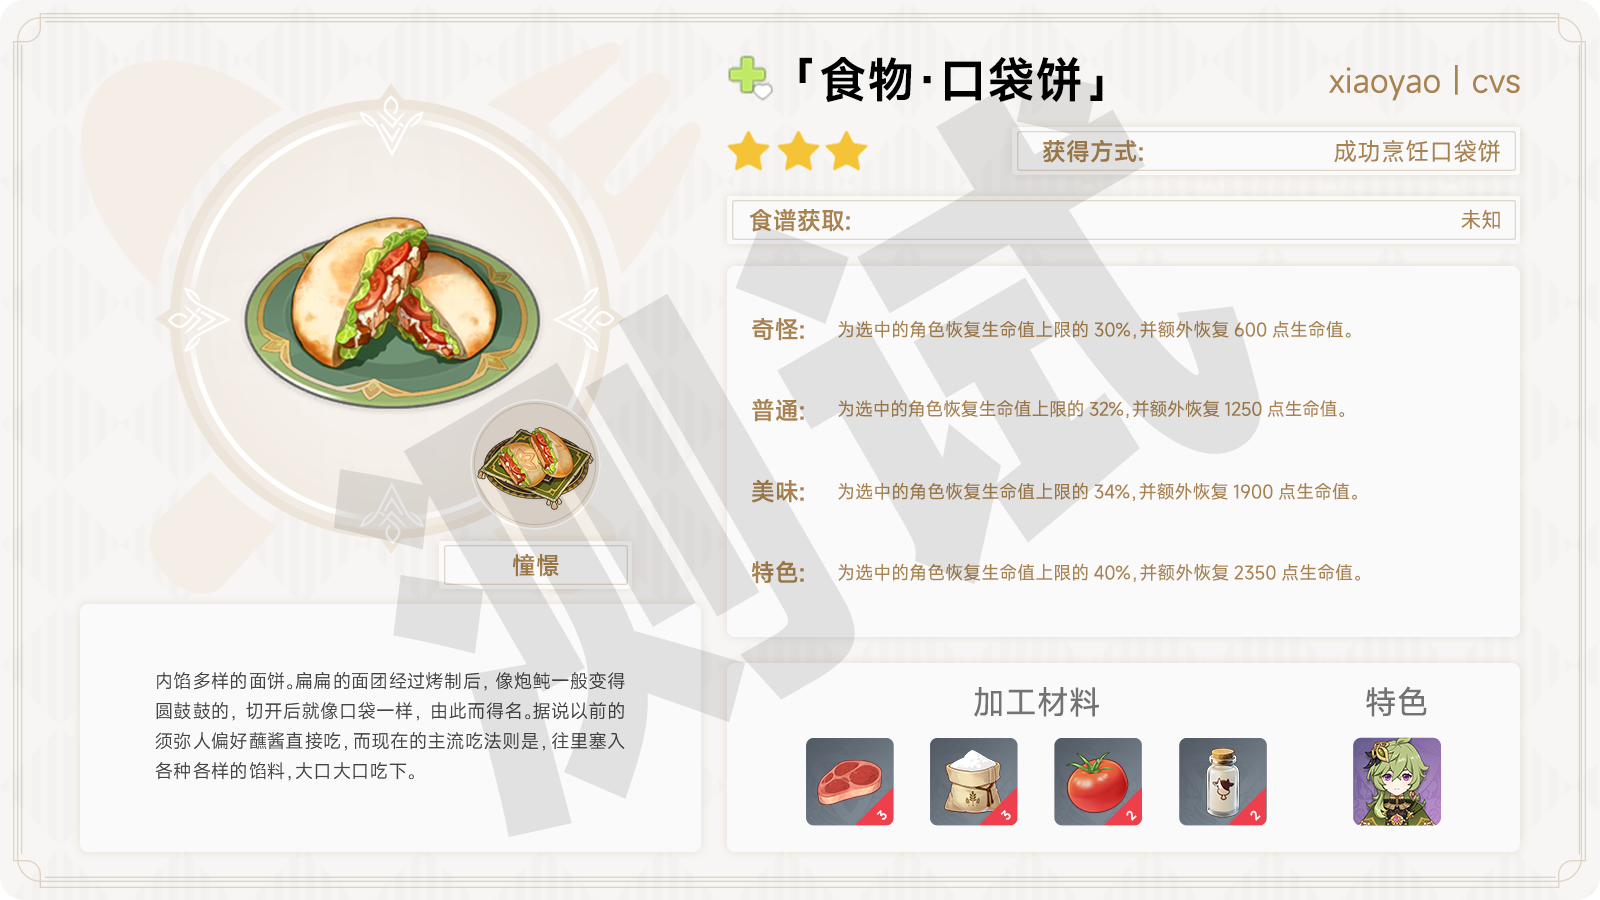 「食物·口袋饼」
xiaoyao | cvs
获得方式: 成功烹饪口袋饼
食谱获取: 未知
奇怪: 为选中的角色恢复生命值上限的 30%,并额外恢复 600 点生命值。
普通: 为选中的角色恢复生命值上限的 32%,并额外恢复 1250 点生命值。
美味: 为选中的角色恢复生命值上限的 34%,并额外恢复 1900 点生命值。
特色: 为选中的角色恢复生命值上限的 40%,并额外恢复 2350 点生命值。
憧憬
内馅多样的面饼。扁扁的面团经过烤制后，像炮鲀一般变得
圆鼓鼓的，切开后就像口袋一样，由此而得名。据说以前的
须弥人偏好蘸酱直接吃，而现在的主流吃法则是，往里塞入
各种各样的馅料，大口大口吃下。
加工材料
特色
3
3
2
2
测试